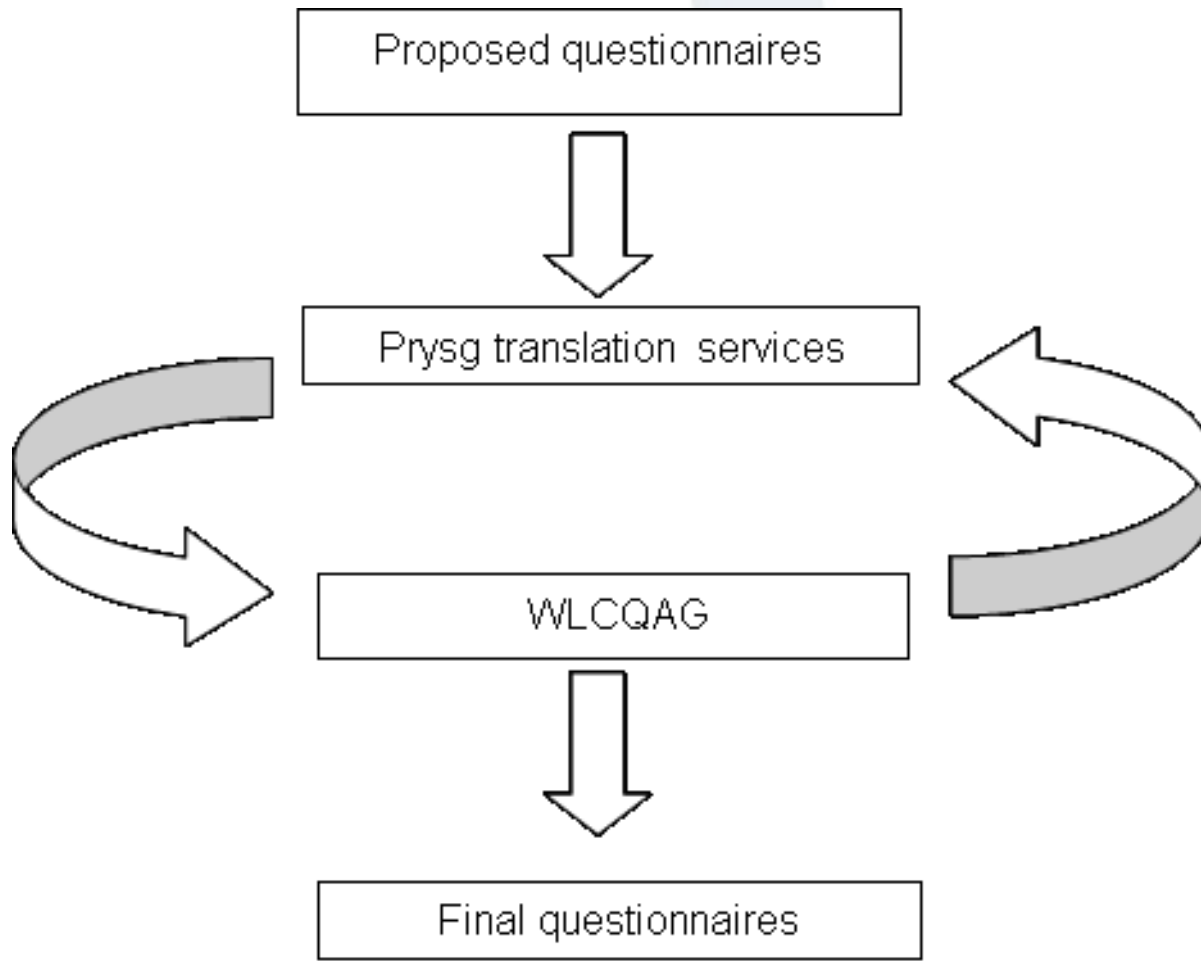 Proposed questionnaires
Prysg translation services
WLCQAG
Final questionnaires